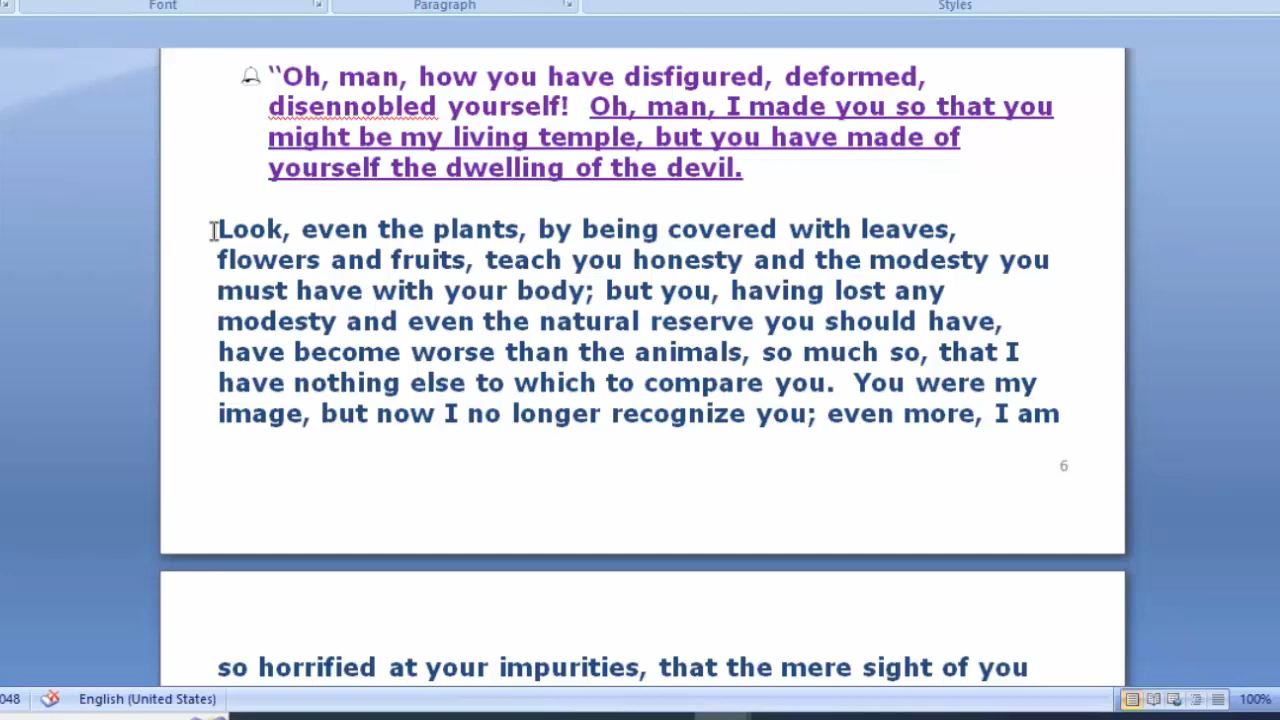 Font
Paragraph
Styles
‘‘Oh, man, how you have disfigured, deformed,
disennobled yourself!  Oh, man, I made you so that you
might be my living temple, but you have made of
yourself the dwelling of the devil.
Look, even the plants, by being covered with leaves,
flowers and fruits, teach you honesty and the modesty you
must have with your body; but you, having lost any
modesty and even the natural reserve you should have,
have become worse than the animals, so much so, that I
have nothing else to which to compare you.  You were my
image, but now I no longer recognize you; even more, I am
6
so horrified at your impurities, that the mere sight of you
048
English (United States)
100%